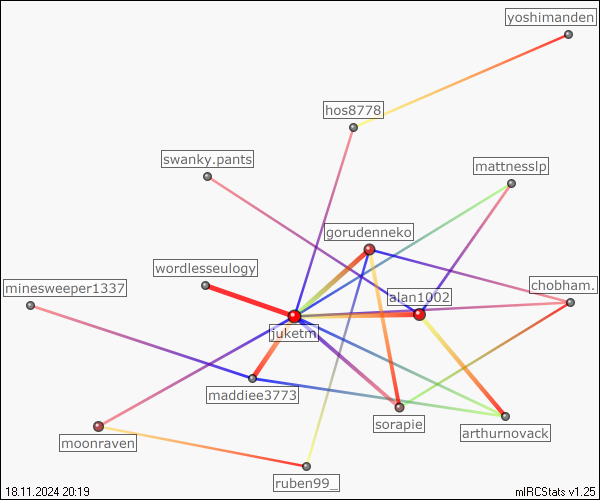 yoshimanden
hos8778
swanky.pants
mattnesslp
gorudenneko
wordlesseulogy
minesweeper1337
chobham.
alan1002
juketm
maddiee3773
sorapie
arthurnovack
moonraven
ruben99_
18.11.2024 20:19
mIRCStats v1.25